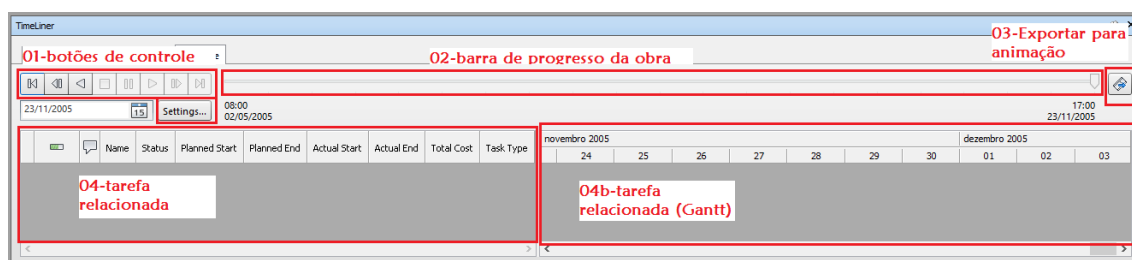 TimeLiner
03-Exportar para
animação
01-botões de controle
02-barra de progresso da obra
23/11/2005
15
Settings...
08:00
02/05/2005
17:00
23/11/2005
Name Status Planned Start Planned End Actual Start Actual End Total Cost Task Type
novembro 2005 dezembro 2005
24 25 26 27 28 29 30 01 02 03
04-tarefa
relacionada
04b-tarefa
relacionada (Gantt)